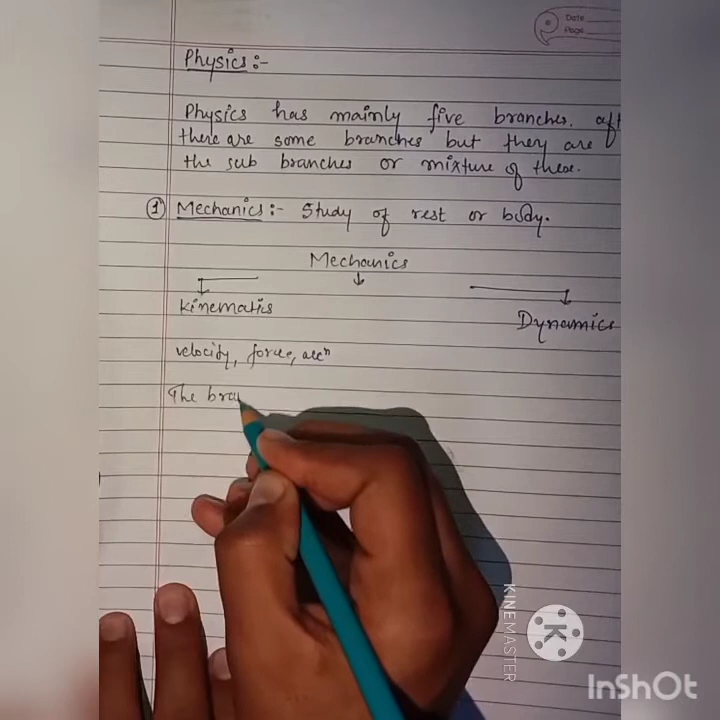 Date
Page
Physics :-
Physics has mainly five branches. aft
there are some branches but they are
the sub branches or mixture of these.
① Mechanics :- Study of rest or body.
Mechanics
Kinematics
Dynamics
velocity, force, accⁿ
The bra
KINEMASTER
InShOt